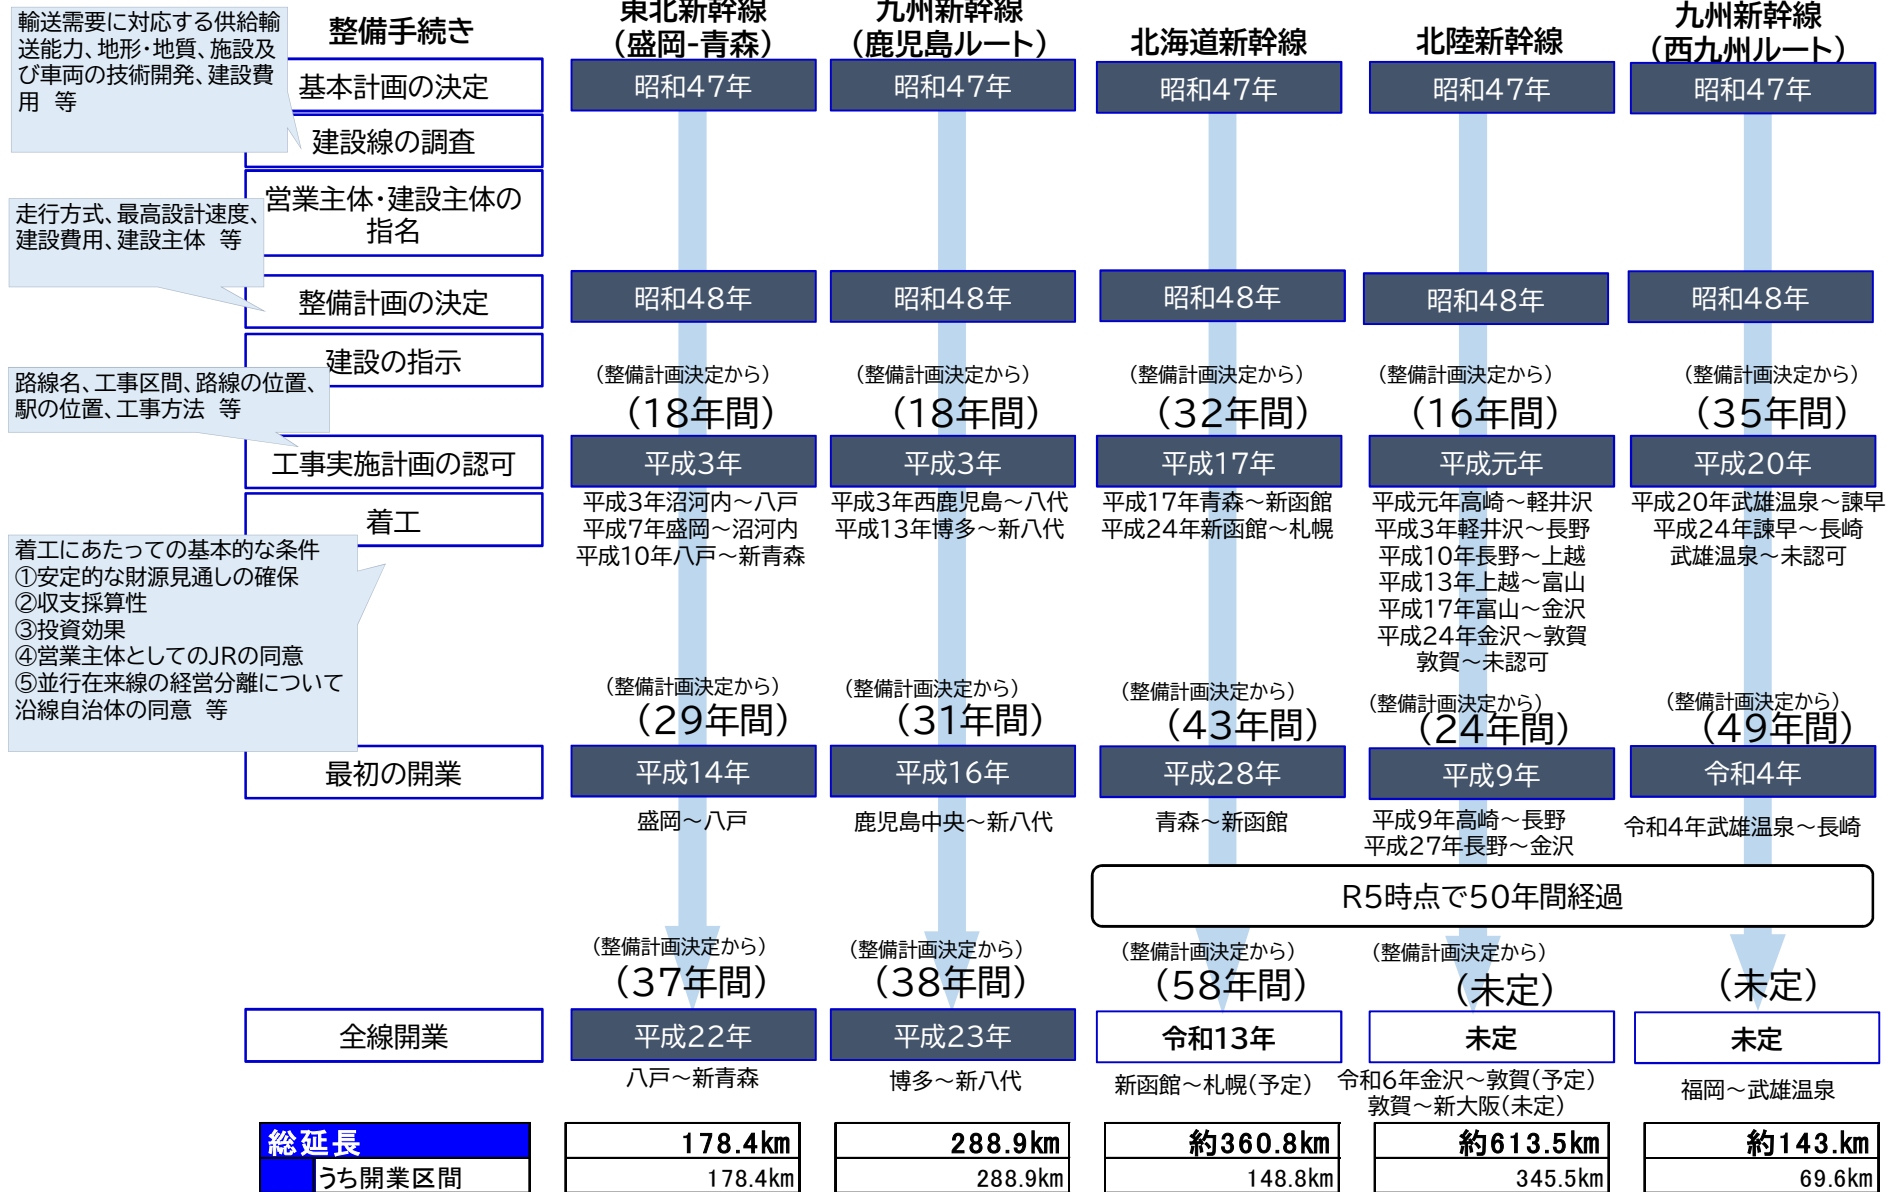 輸送需要に対応する供給輸
送能力、地形・地質、施設及
び車両の技術開発、建設費
用　等
走行方式、最高設計速度、
建設費用、建設主体　等
路線名、工事区間、路線の位置、
駅の位置、工事方法　等
着工にあたっての基本的な条件
①安定的な財源見通しの確保
②収支採算性
③投資効果
④営業主体としてのJRの同意
⑤並行在来線の経営分離について
沿線自治体の同意　等
整備手続き
基本計画の決定
建設線の調査
営業主体・建設主体の
指名
整備計画の決定
建設の指示
工事実施計画の認可
着工
最初の開業
全線開業
東北新幹線
（盛岡-青森）
昭和47年
昭和48年
（整備計画決定から）
（18年間）
平成3年
平成3年沼河内～八戸
平成7年盛岡～沼河内
平成10年八戸～新青森
（整備計画決定から）
（29年間）
平成14年
盛岡～八戸
（整備計画決定から）
（37年間）
平成22年
八戸～新青森
九州新幹線
（鹿児島ルート）
昭和47年
昭和48年
（整備計画決定から）
（18年間）
平成3年
平成3年西鹿児島～八代
平成13年博多～新八代
（整備計画決定から）
（31年間）
平成16年
鹿児島中央～新八代
（整備計画決定から）
（38年間）
平成23年
博多～新八代
北海道新幹線
昭和47年
昭和48年
（整備計画決定から）
（32年間）
平成17年
平成17年青森～新函館
平成24年新函館～札幌
（整備計画決定から）
（43年間）
平成28年
青森～新函館
R5時点で50年間経過
（整備計画決定から）
（58年間）
令和13年
新函館～札幌（予定）
北陸新幹線
昭和47年
昭和48年
（整備計画決定から）
（16年間）
平成元年
平成元年高崎～軽井沢
平成3年軽井沢～長野
平成10年長野～上越
平成13年上越～富山
平成17年富山～金沢
平成24年金沢～敦賀
敦賀～未認可
（整備計画決定から）
（24年間）
平成9年
平成9年高崎～長野
平成27年長野～金沢
（整備計画決定から）
（未定）
未定
令和6年金沢～敦賀（予定）
敦賀～新大阪（未定）
九州新幹線
（西九州ルート）
昭和47年
昭和48年
（整備計画決定から）
（35年間）
平成20年
平成20年武雄温泉～諫早
平成24年諫早～長崎
武雄温泉～未認可
（整備計画決定から）
（49年間）
令和4年
令和4年武雄温泉～長崎
（未定）
未定
福岡～武雄温泉
総延長 178.4km 288.9km 約360.8km 約613.5km 約143.km
うち開業区間 178.4km 288.9km 148.8km 345.5km 69.6km